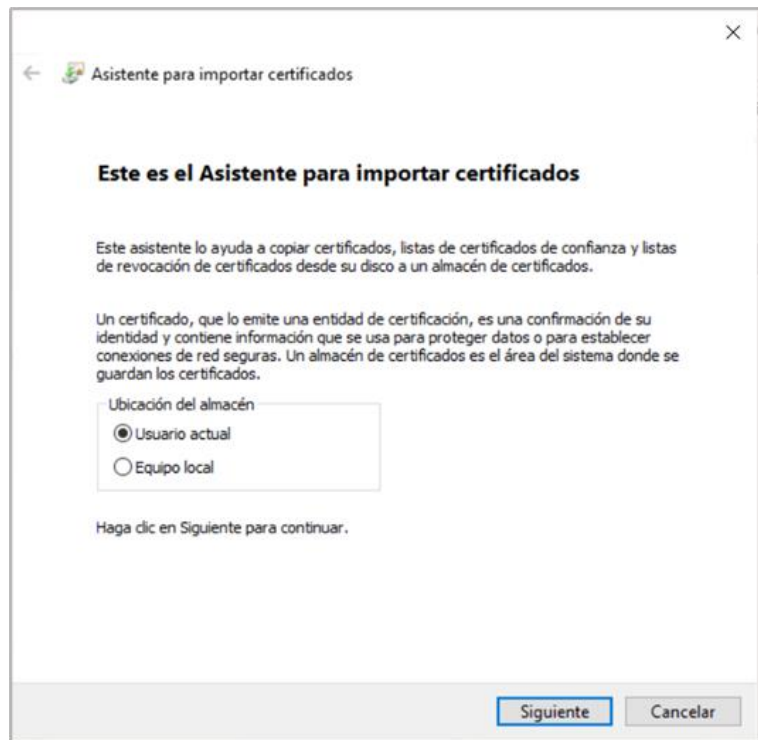 Asistente para importar certificados
Este es el Asistente para importar certificados
Este asistente lo ayuda a copiar certificados, listas de certificados de confianza y listas
de revocación de certificados desde su disco a un almacén de certificados.
Un certificado, que lo emite una entidad de certificación, es una confirmación de su
identidad y contiene información que se usa para proteger datos o para establecer
conexiones de red seguras. Un almacén de certificados es el área del sistema donde se
guardan los certificados.
Ubicación del almacén
Usuario actual
Equipo local
Haga clic en Siguiente para continuar.
Siguiente Cancelar